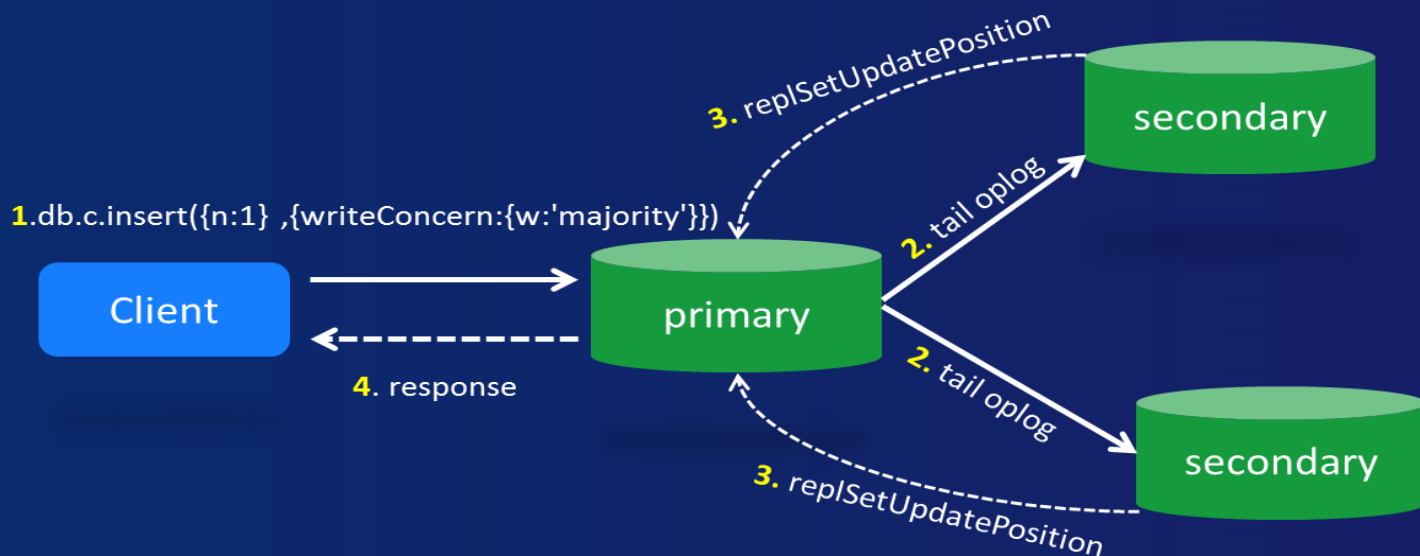 3. replSetUpdatePosition
secondary
2. tail oplog
1.db.c.insert({n:1} ,{writeConcern:{w:'majority'}})
Client
primary
4. response
2. tail oplog
secondary
3. replSetUpdatePosition